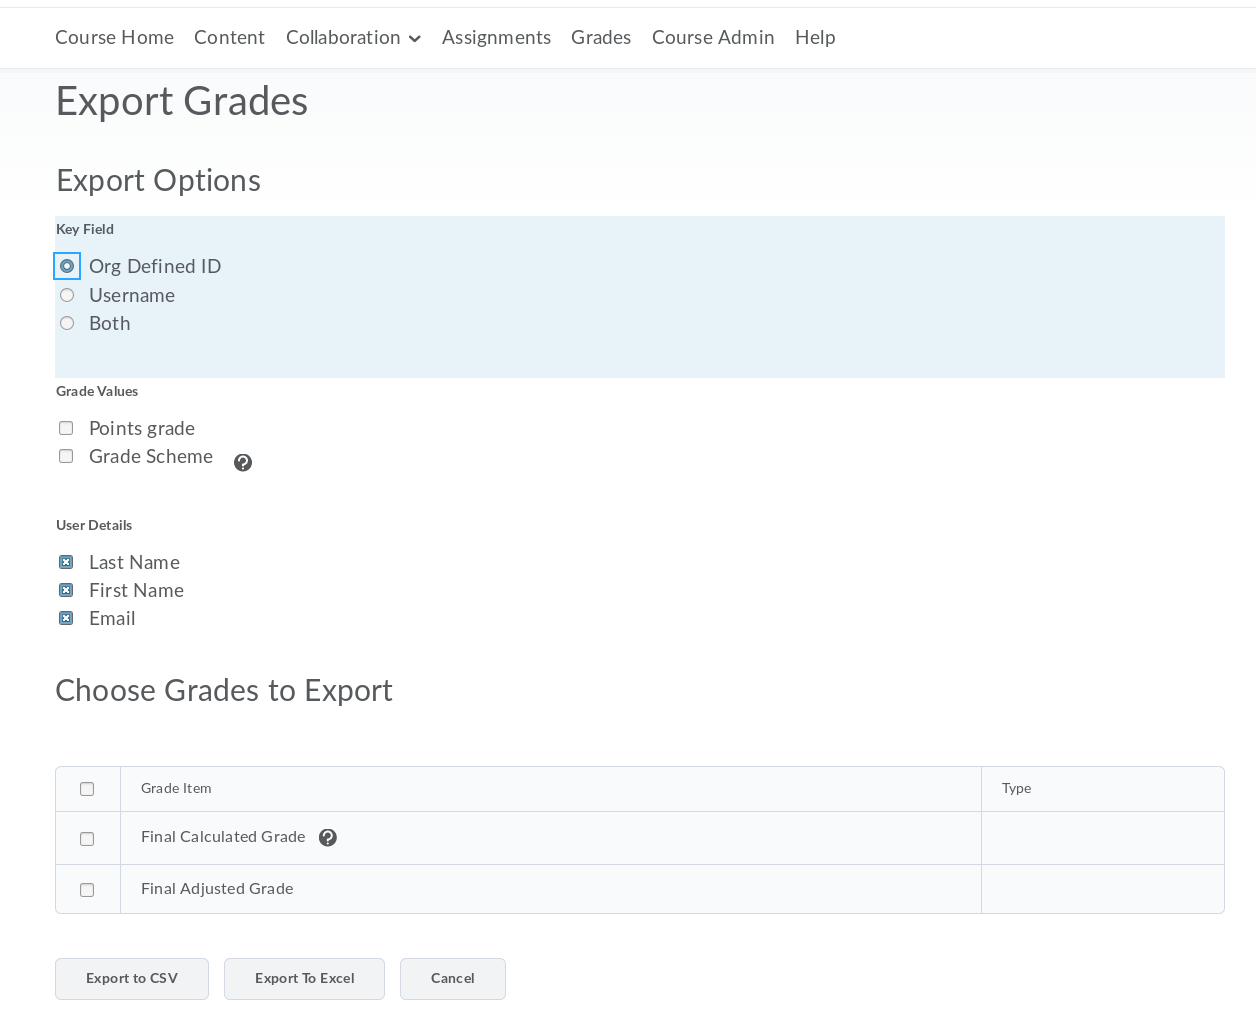 Course Home Content Collaboration Assignments Grades Course Admin Help
Export Grades
Export Options
Key Field
Org Defined ID
Username
Both
Grade Values
Points grade
Grade Scheme ?
User Details
Last Name
First Name
Email
Choose Grades to Export
Grade Item Type
Final Calculated Grade ?
Final Adjusted Grade
Export to CSV Export To Excel Cancel